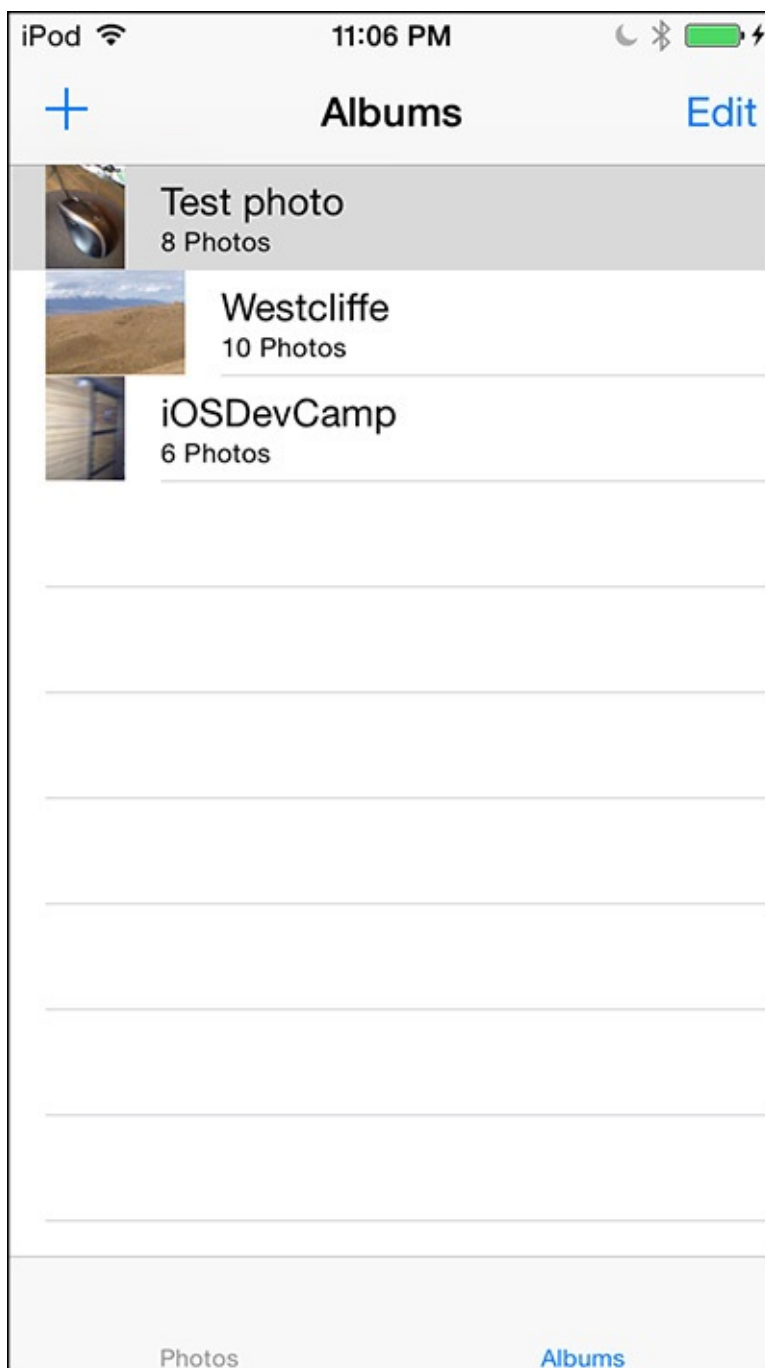 iPod 11:06 PM
Albums Edit
Test photo
8 Photos
Westcliffe
10 Photos
iOSDevCamp
6 Photos
Photos Albums